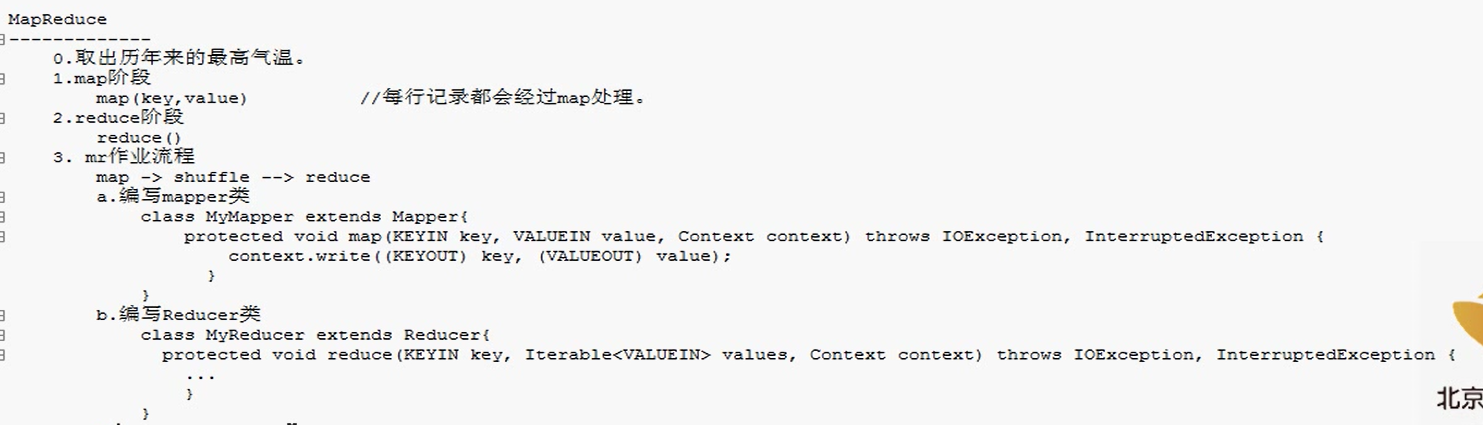 MapReduce
-------------
0.取出历年来的最高气温。
1.map阶段
map(key,value) //每行记录都会经过map处理。
2.reduce阶段
reduce()
3. mr作业流程
map -> shuffle --> reduce
a.编写mapper类
class MyMapper extends Mapper{
protected void map(KEYIN key, VALUEIN value, Context context) throws IOException, InterruptedException {
context.write((KEYOUT) key, (VALUEOUT) value);
}
}
b.编写Reducer类
class MyReducer extends Reducer{
protected void reduce(KEYIN key, Iterable<VALUEIN> values, Context context) throws IOException, InterruptedException {
...
}
}
北京